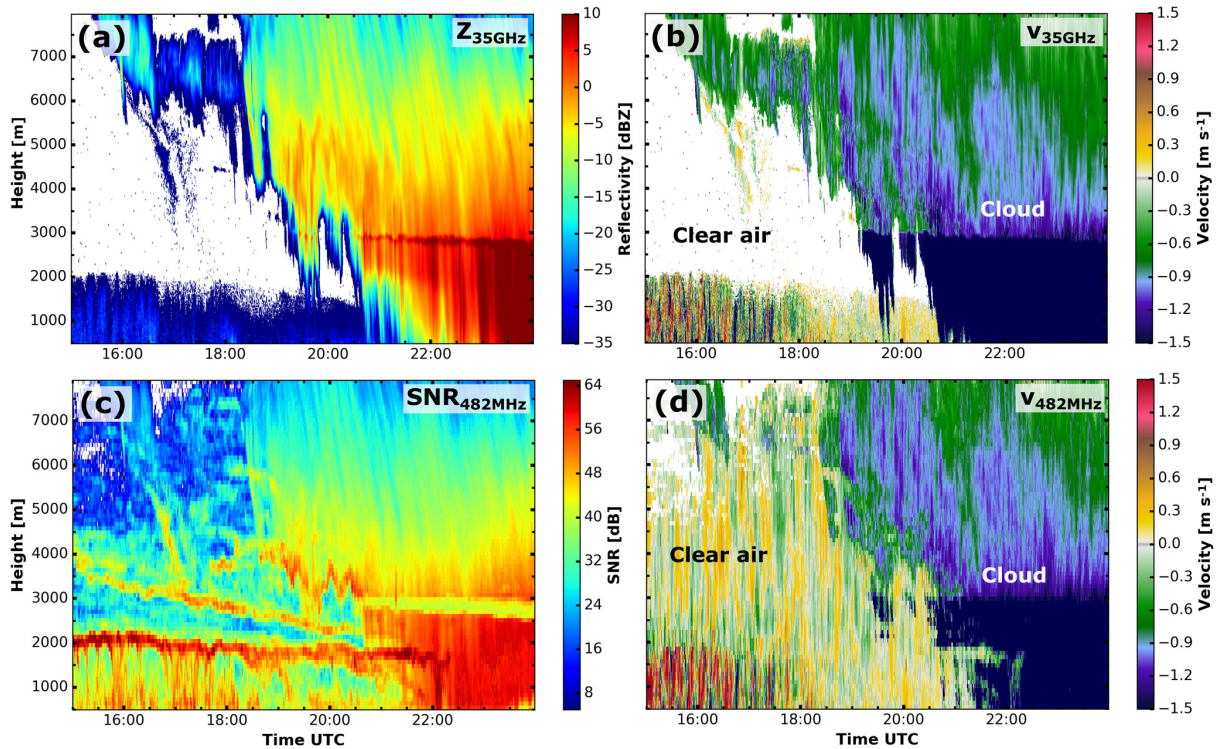 (a)
Z35GHz
Height [m]
7000
6000
5000
4000
3000
2000
1000
16:00 18:00 20:00 22:00
10
5
0
−5
−10
−15
−20
−25
−30
−35
Reflectivity [dBZ]
(b)
v35GHz
Clear air
Cloud
16:00 18:00 20:00 22:00
1.5
1.2
0.9
0.6
0.3
0.0
−0.3
−0.6
−0.9
−1.2
−1.5
Velocity [m s-1]
(c)
SNR482MHz
Height [m]
7000
6000
5000
4000
3000
2000
1000
16:00 18:00 20:00 22:00
Time UTC
64
56
48
40
32
24
16
8
SNR [dB]
(d)
v482MHz
Clear air
Cloud
16:00 18:00 20:00 22:00
Time UTC
1.5
1.2
0.9
0.6
0.3
0.0
−0.3
−0.6
−0.9
−1.2
−1.5
Velocity [m s-1]